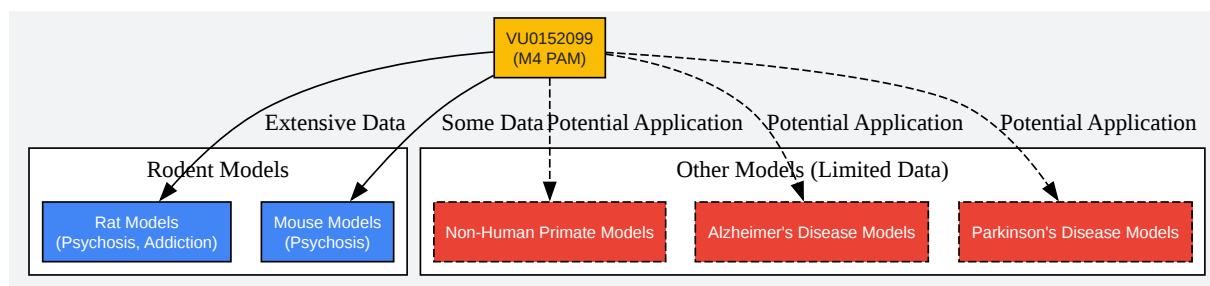 VU0152099
(M4 PAM)
Extensive Data
Some Data
Potential Application
Potential Application
Potential Application
Rodent Models
Other Models (Limited Data)
Rat Models
(Psychosis, Addiction)
Mouse Models
(Psychosis)
Non-Human Primate Models
Alzheimer's Disease Models
Parkinson's Disease Models